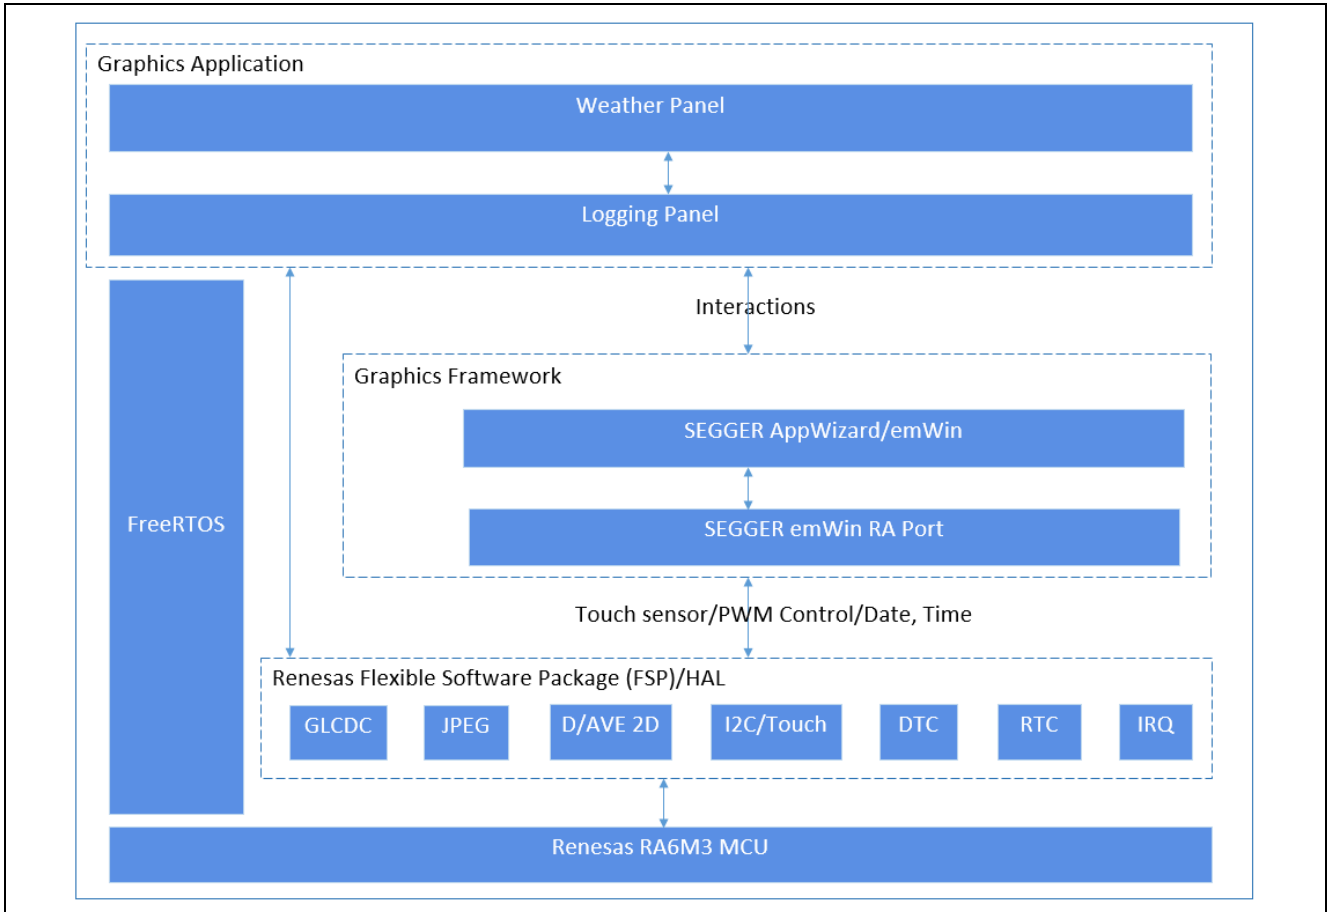 Graphics Application
Weather Panel
Logging Panel
Interactions
Graphics Framework
SEGGER AppWizard/emWin
FreeRTOS
SEGGER emWin RA Port
Touch sensor/PWM Control/Date, Time
Renesas Flexible Software Package (FSP)/HAL
GLCDC JPEG D/AVE 2D I2C/Touch DTC RTC IRQ
Renesas RA6M3 MCU